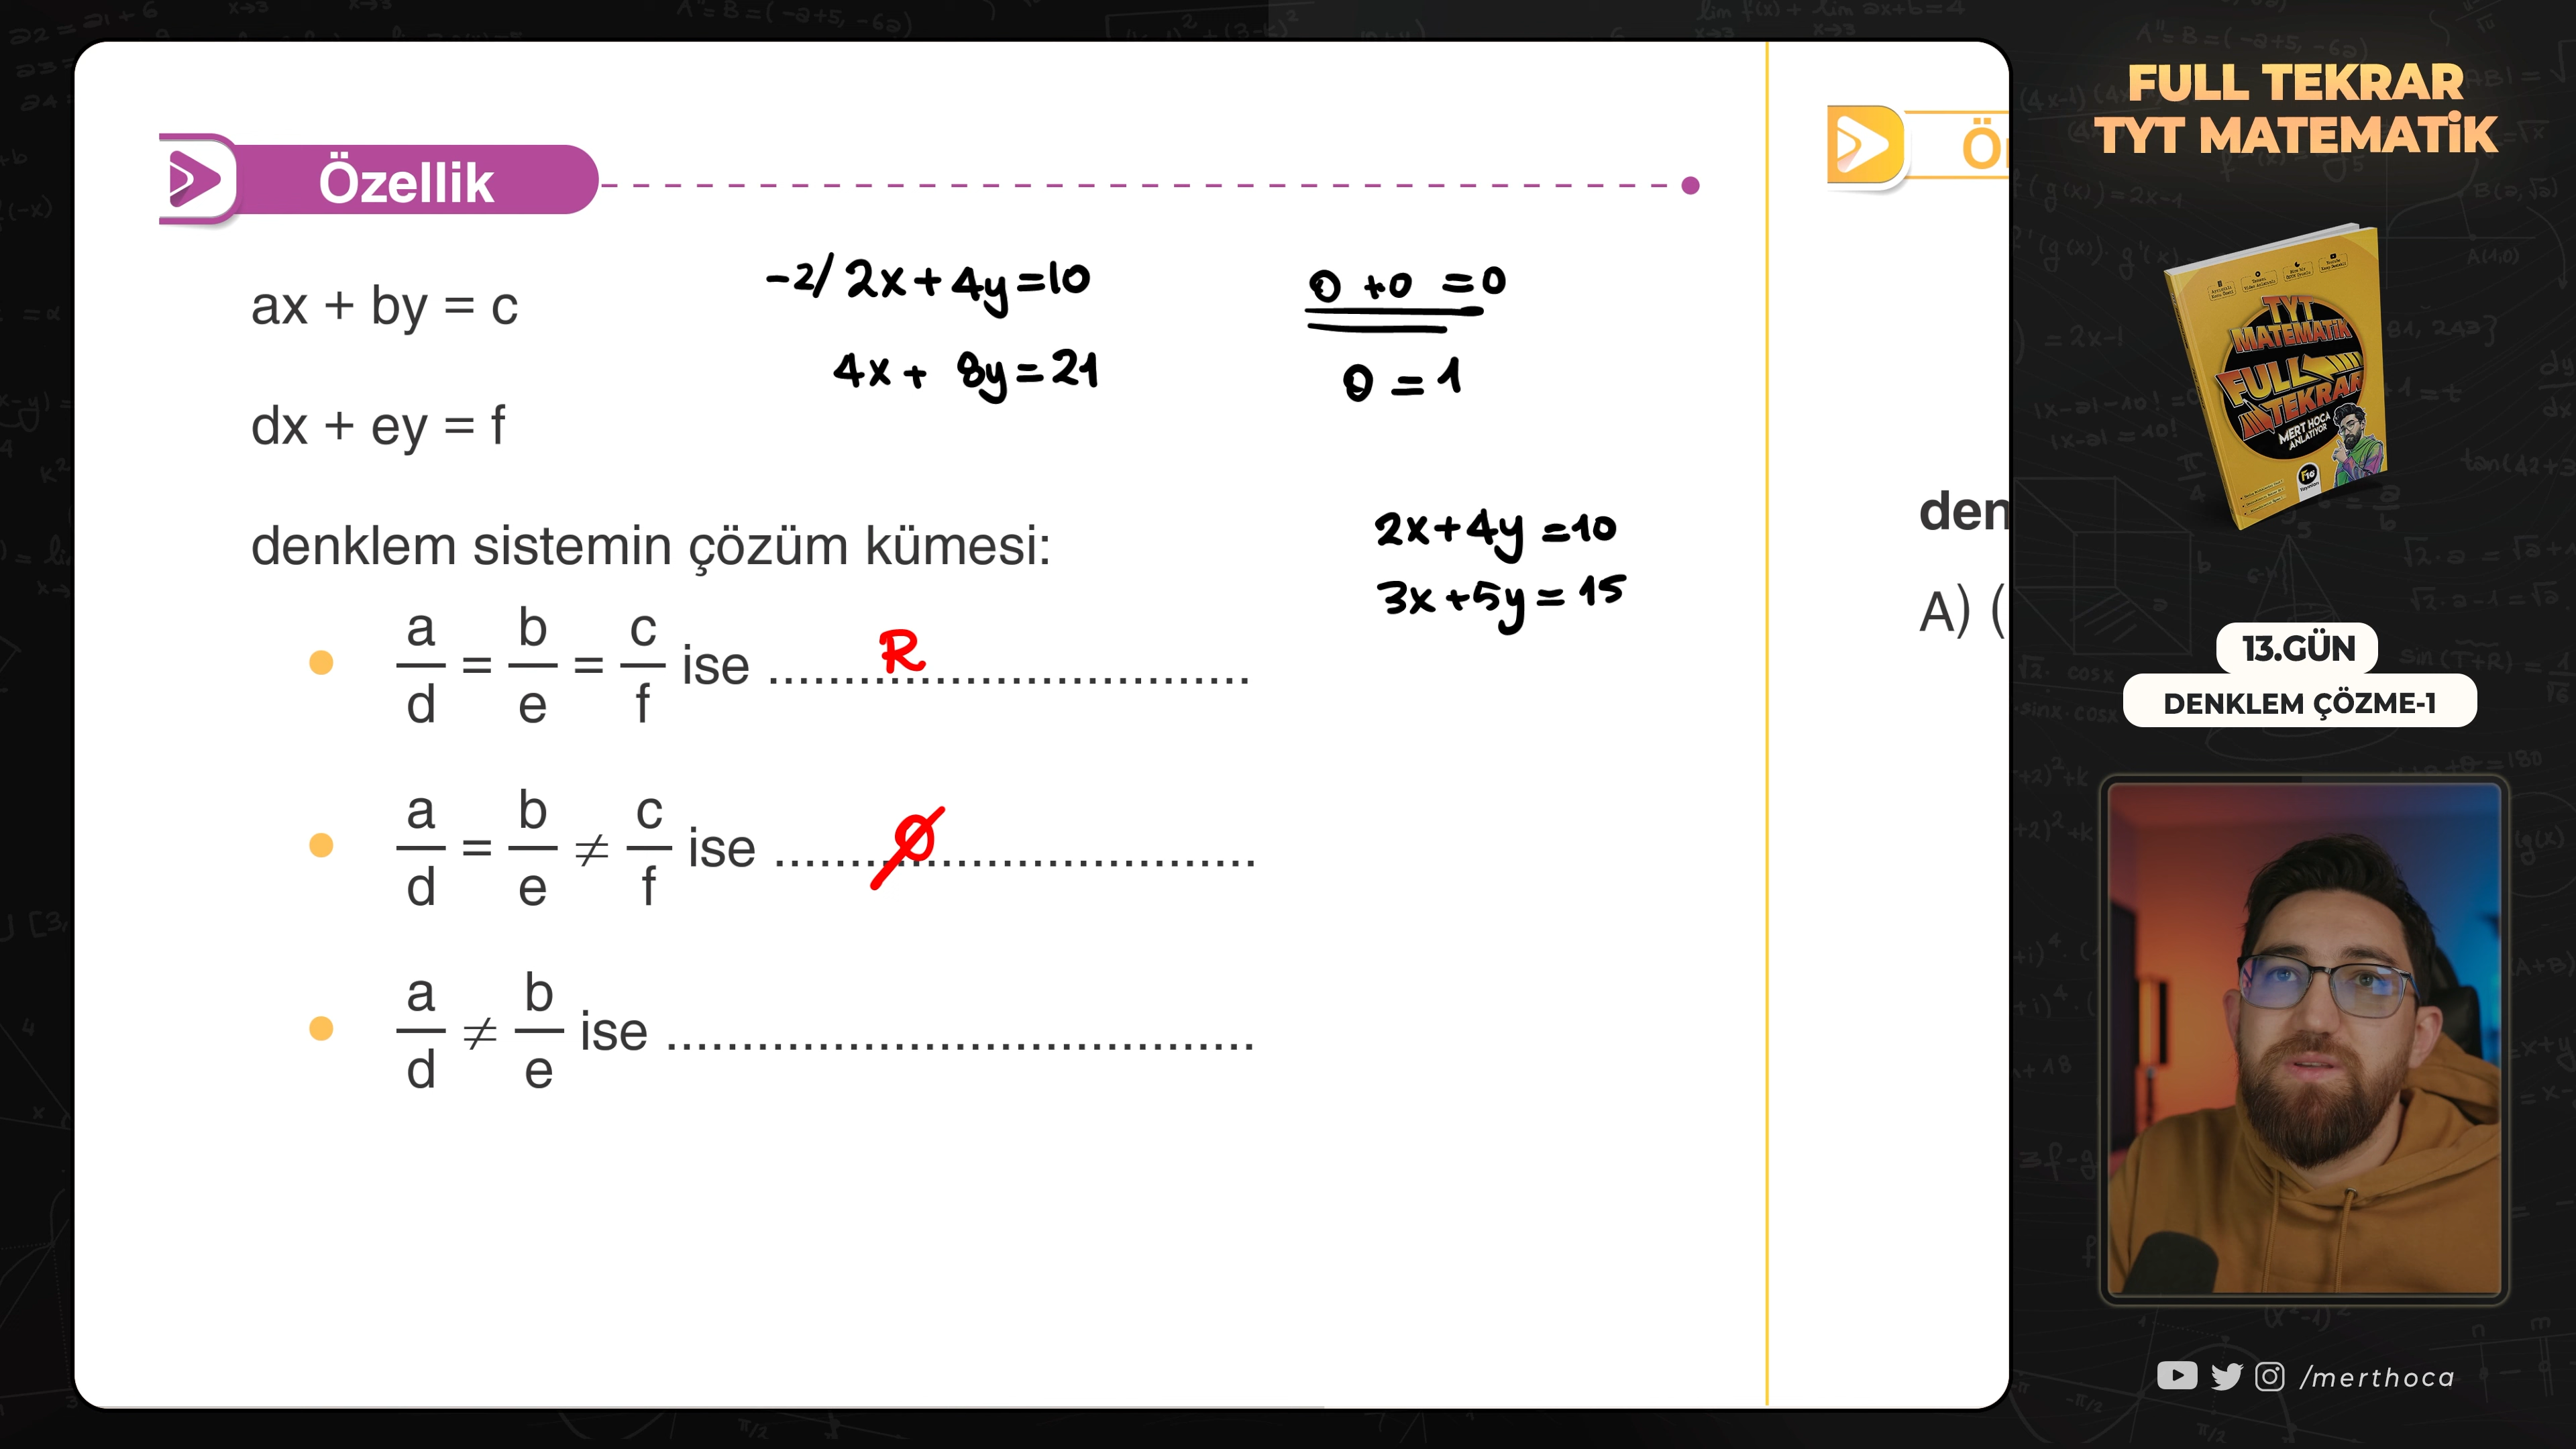 Özellik
ax + by = c
dx + ey = f
-2/ 2x + 4y = 10
4x + 8y = 21
0 + 0 = 0
0 = 1
2x + 4y = 10
3x + 5y = 15
denklem sistemin çözüm kümesi:
a/d = b/e = c/f ise ................................ R
a/d = b/e ≠ c/f ise ................................ Ø
a/d ≠ b/e ise .......................................
den
A) (
FULL TEKRAR
TYT MATEMATİK
TYT
MATEMATİK
FULL
TEKRAR
MERT HOCA
ANLATIYOR
13.GÜN
DENKLEM ÇÖZME-1
/merthoca